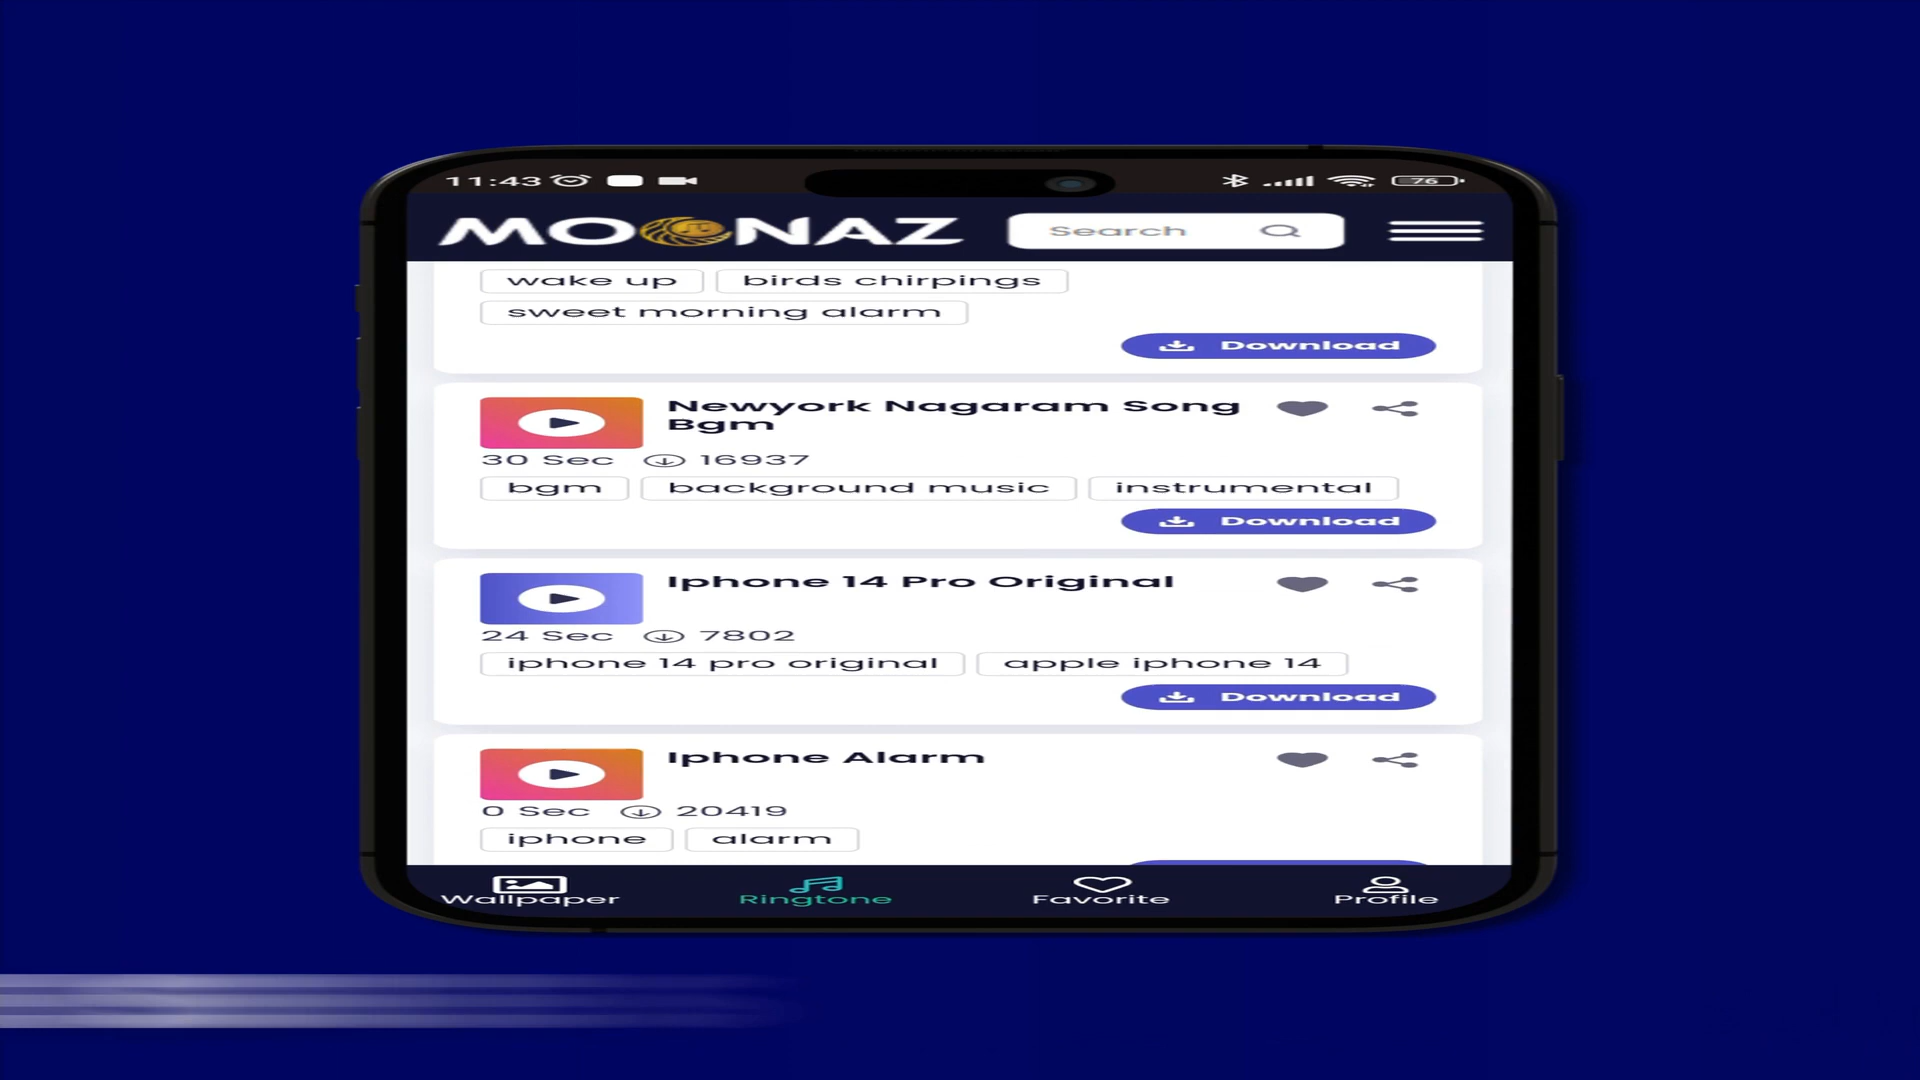 11:43 76
MOONAZ Search
wake up birds chirpings
sweet morning alarm
Download
Newyork Nagaram Song
Bgm
30 Sec 16937
bgm background music instrumental
Download
Iphone 14 Pro Original
24 Sec 7802
iphone 14 pro original apple iphone 14
Download
Iphone Alarm
0 Sec 20419
iphone alarm
Wallpaper Ringtone Favorite Profile